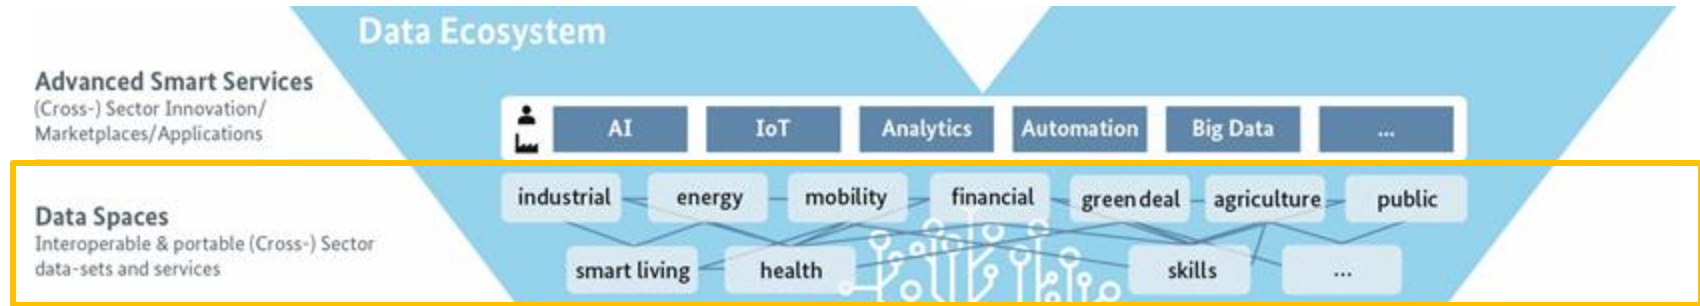 Data Ecosystem
Advanced Smart Services
(Cross-) Sector Innovation/
Marketplaces/Applications
AI
IoT
Analytics
Automation
Big Data
...
Data Spaces
Interoperable & portable (Cross-) Sector
data-sets and services
industrial
energy
mobility
financial
green deal
agriculture
public
smart living
health
skills
...